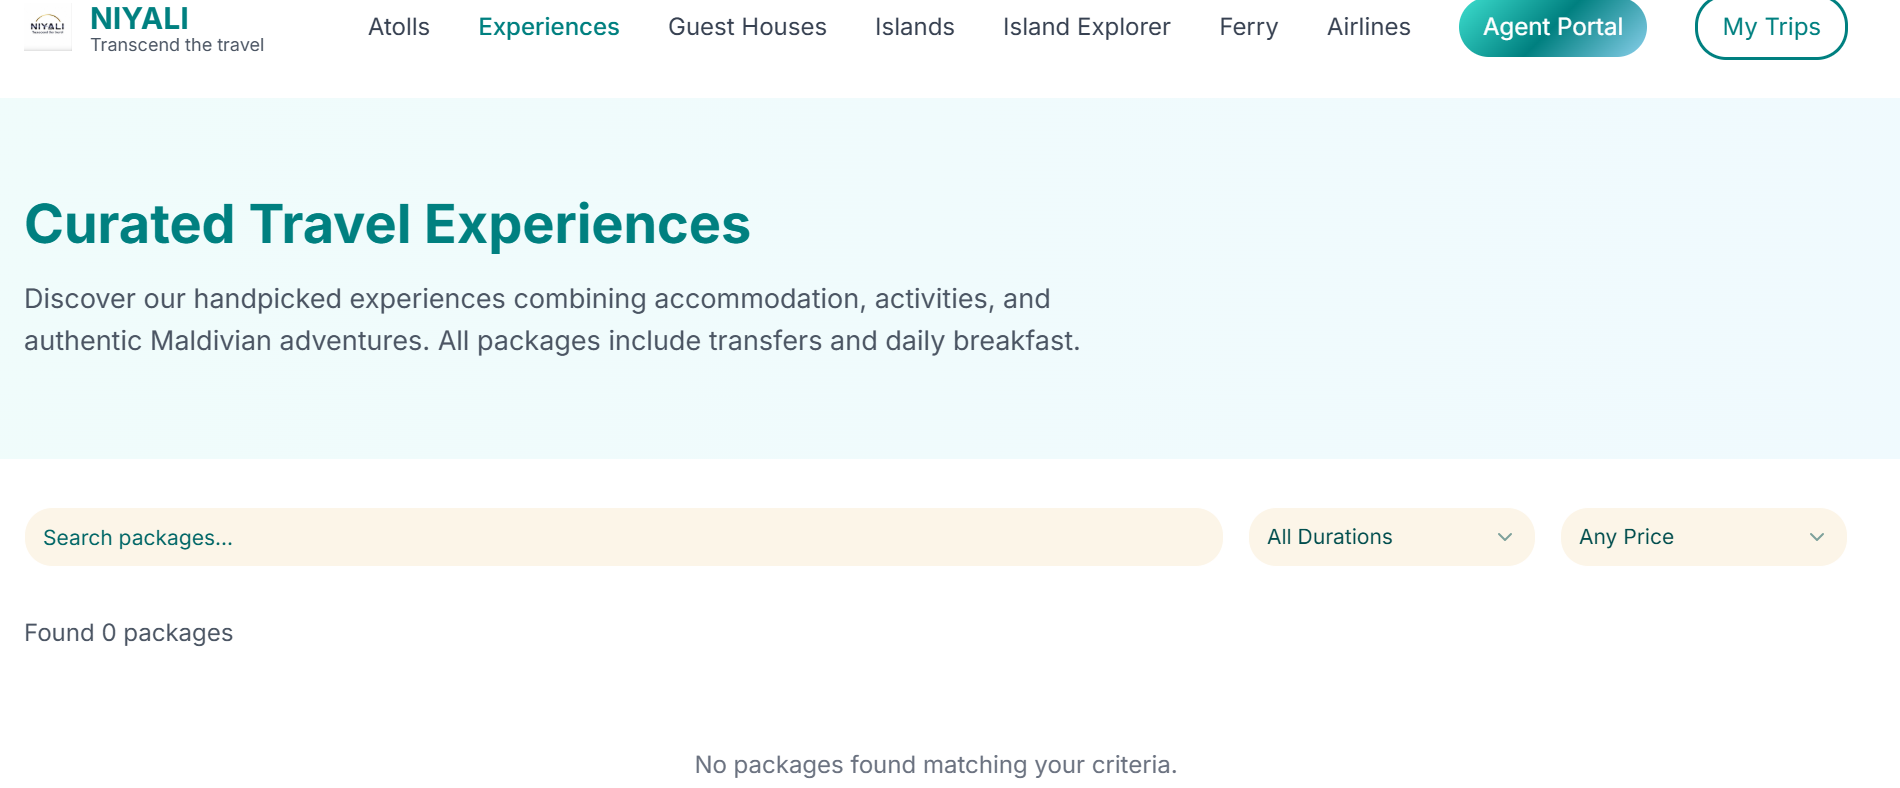 NIYALI
NIYALI
Transcend the travel
Atolls
Experiences
Guest Houses
Islands
Island Explorer
Ferry
Airlines
Agent Portal
My Trips
Curated Travel Experiences
Discover our handpicked experiences combining accommodation, activities, and
authentic Maldivian adventures. All packages include transfers and daily breakfast.
Search packages...
All Durations
Any Price
Found 0 packages
No packages found matching your criteria.